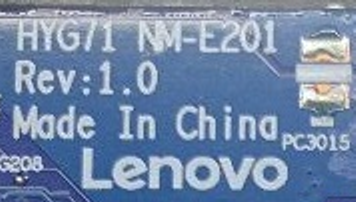 HYG71 NM-E201
Rev:1.0
Made In China
PC3015
G208
Lenovo